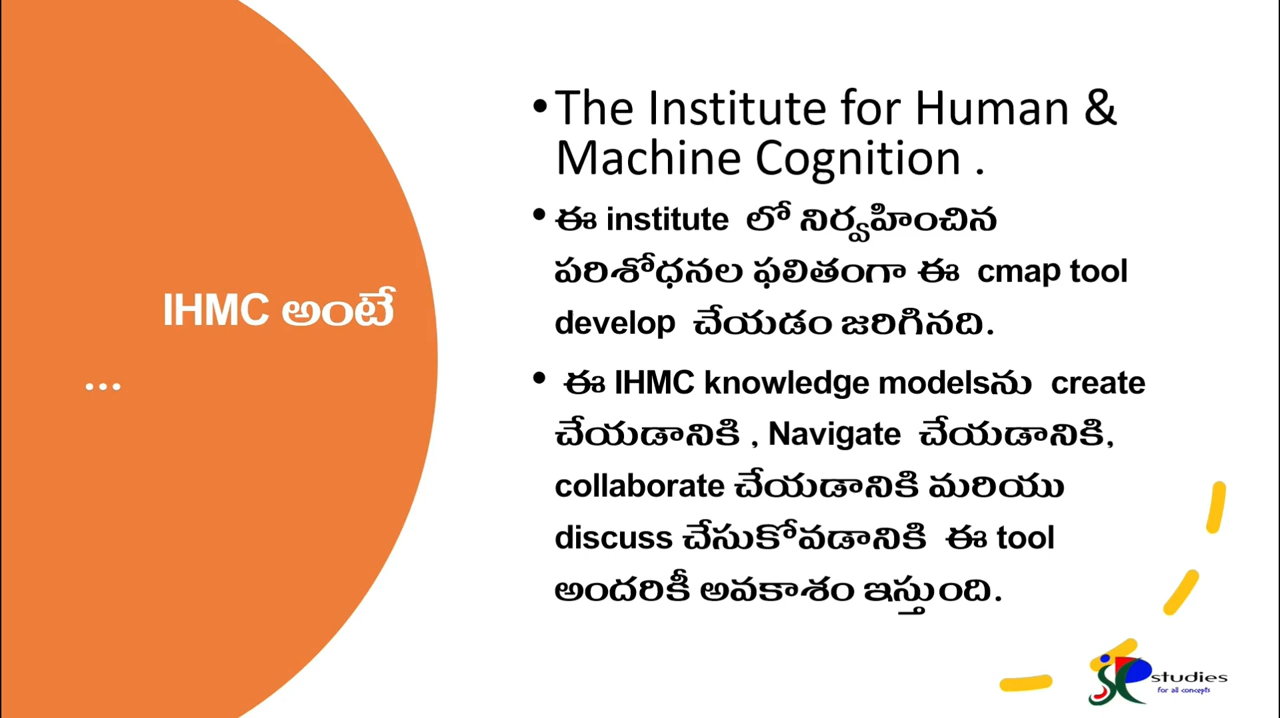 IHMC అంటే
...
•The Institute for Human &
Machine Cognition .
• ఈ institute లో నిర్వహించిన
పరిశోధనల ఫలితంగా ఈ cmap tool
develop చేయడం జరిగినది.
• ఈ IHMC knowledge modelsను create
చేయడానికి , Navigate చేయడానికి,
collaborate చేయడానికి మరియు
discuss చేసుకోవడానికి ఈ tool
అందరికీ అవకాశం ఇస్తుంది.
studies
for all concepts